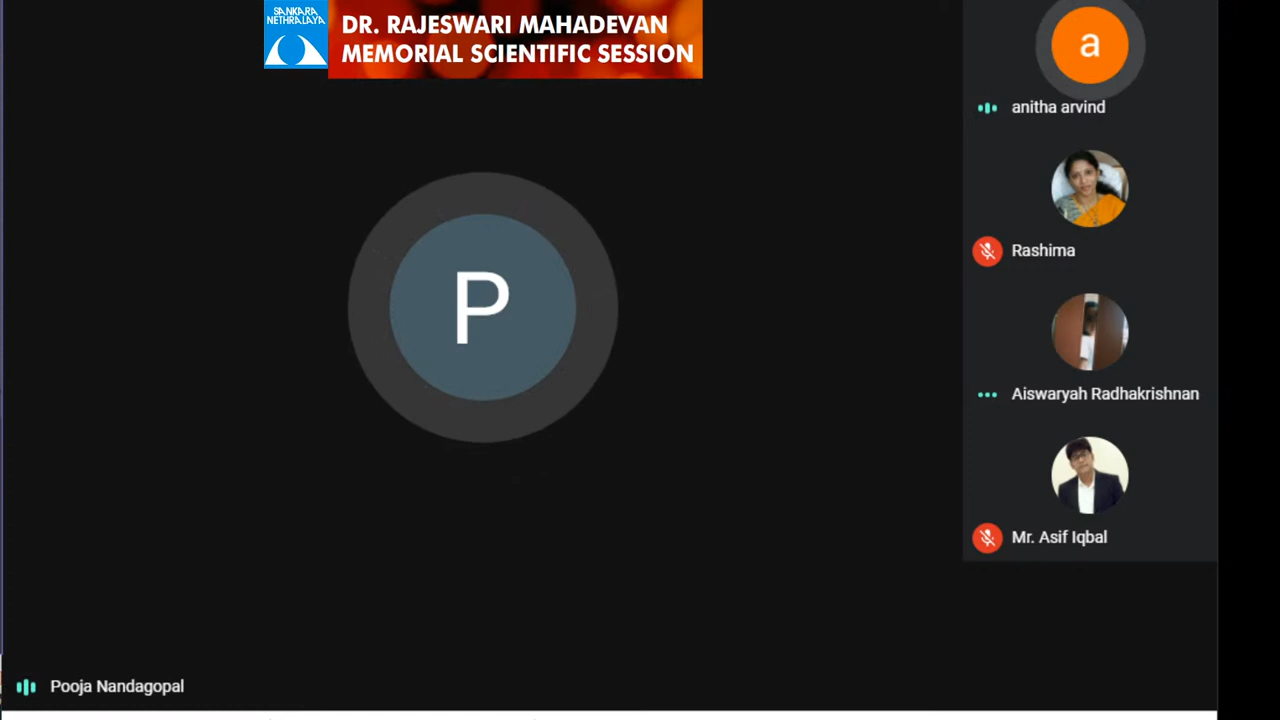 SANKARA
NETHRALAYA
DR. RAJESWARI MAHADEVAN
MEMORIAL SCIENTIFIC SESSION
a
anitha arvind
Rashima
Aiswaryah Radhakrishnan
Mr. Asif Iqbal
P
Pooja Nandagopal